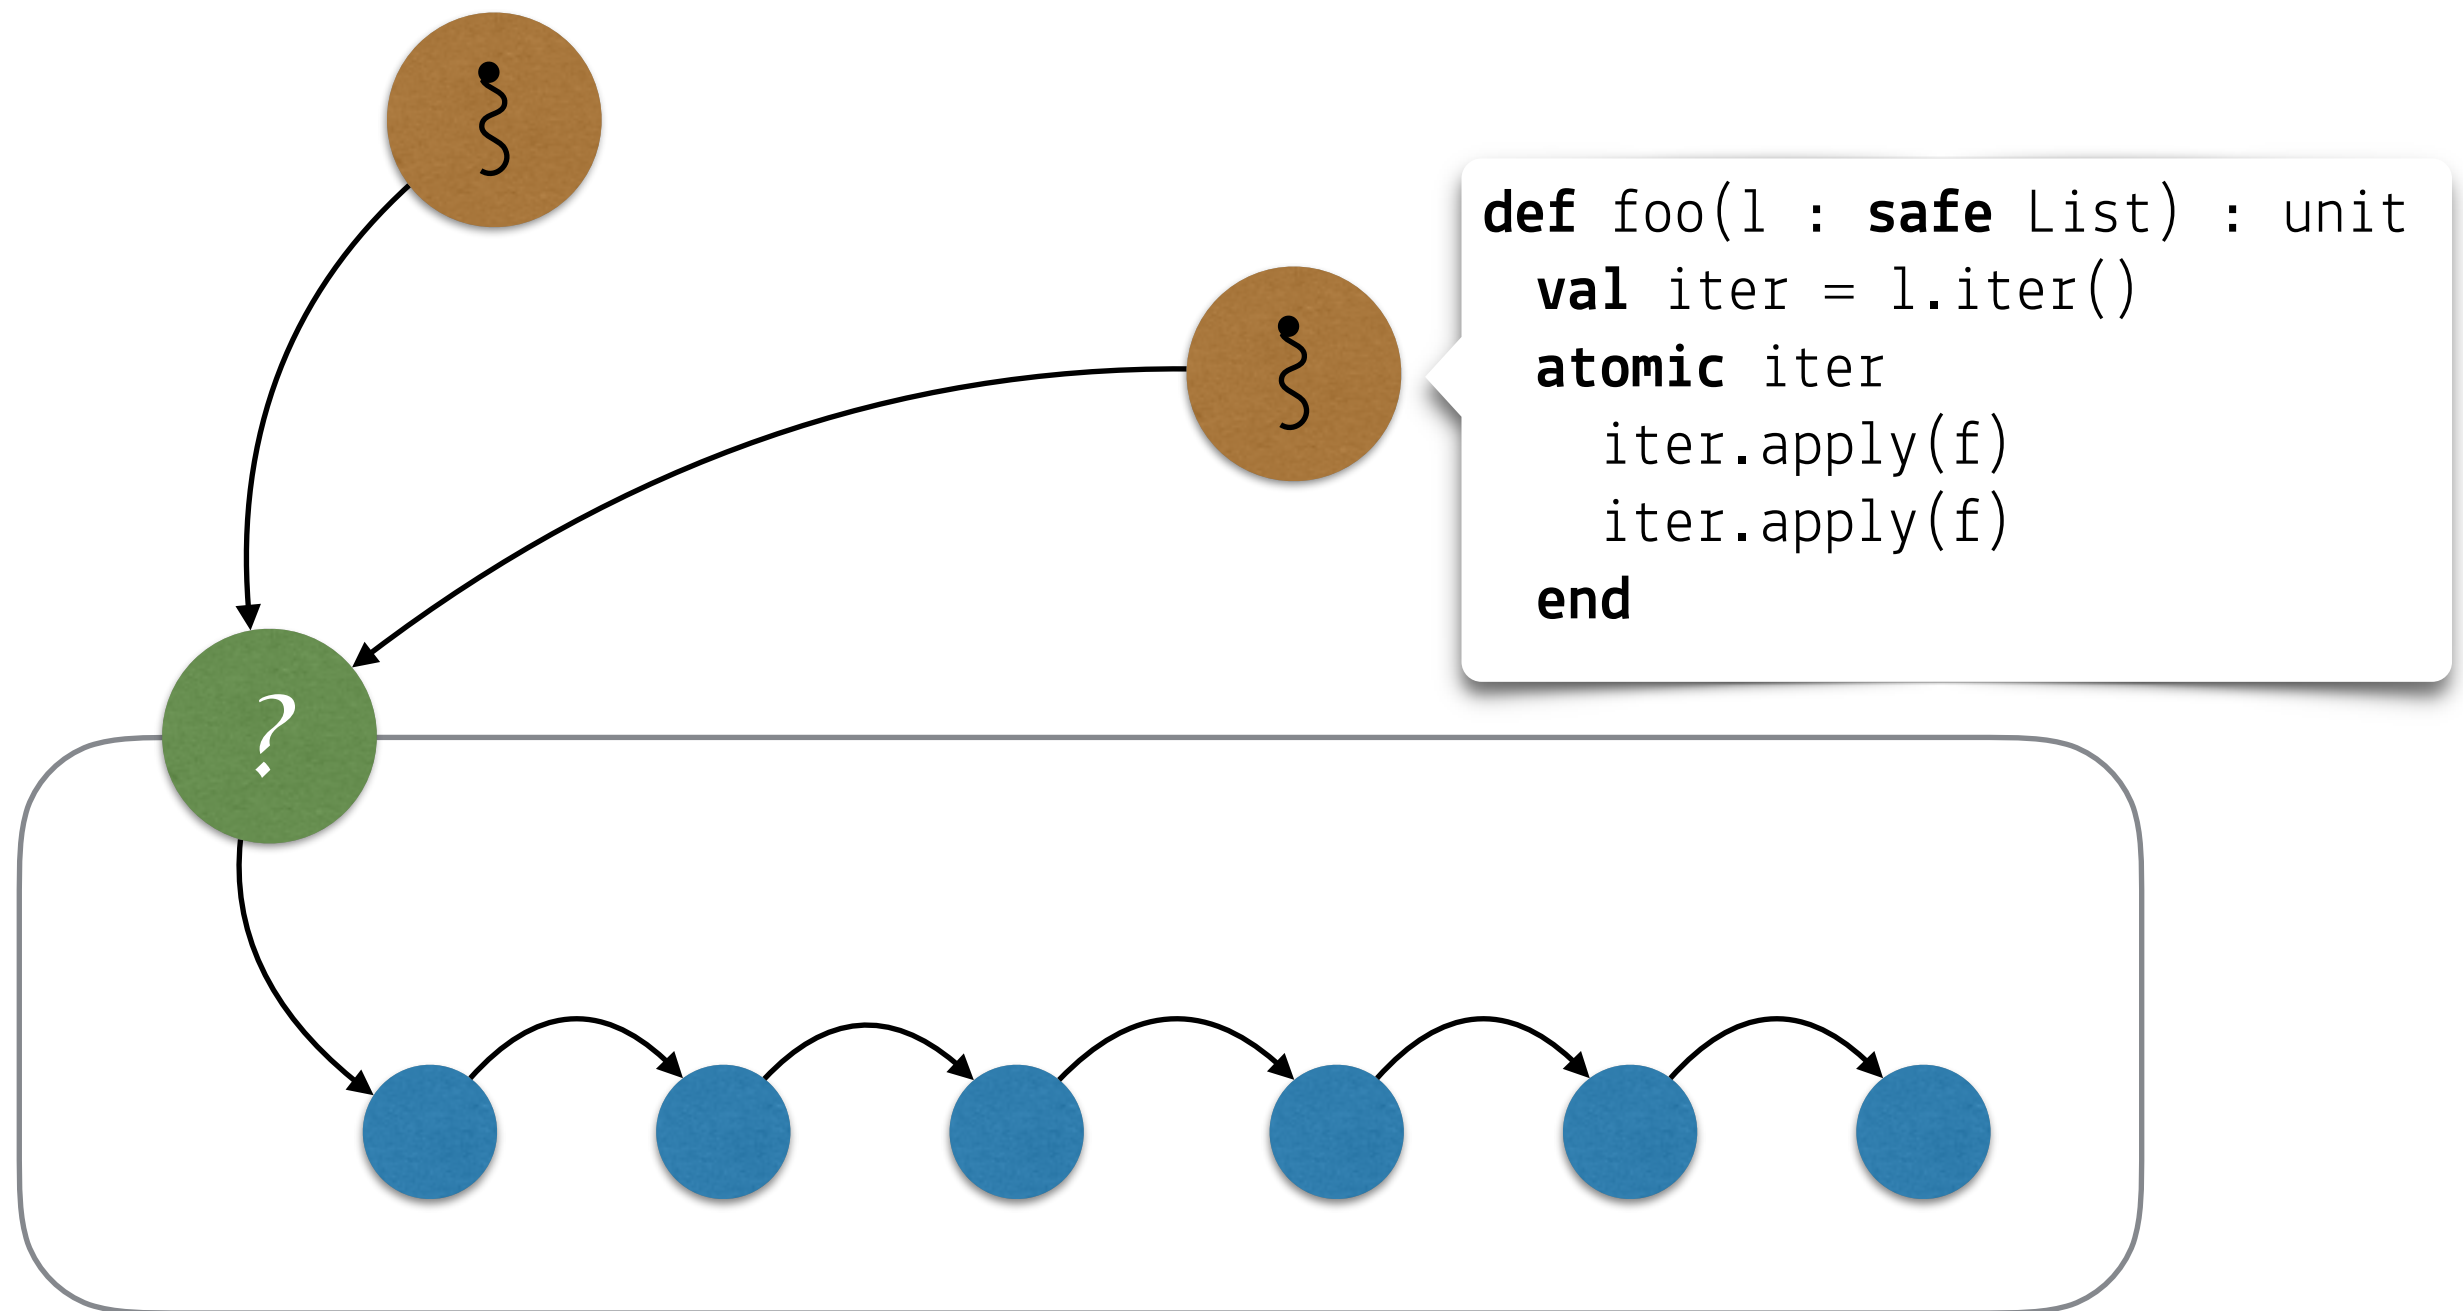 def foo(l : safe List) : unit
val iter = l.iter()
atomic iter
iter.apply(f)
iter.apply(f)
end
?